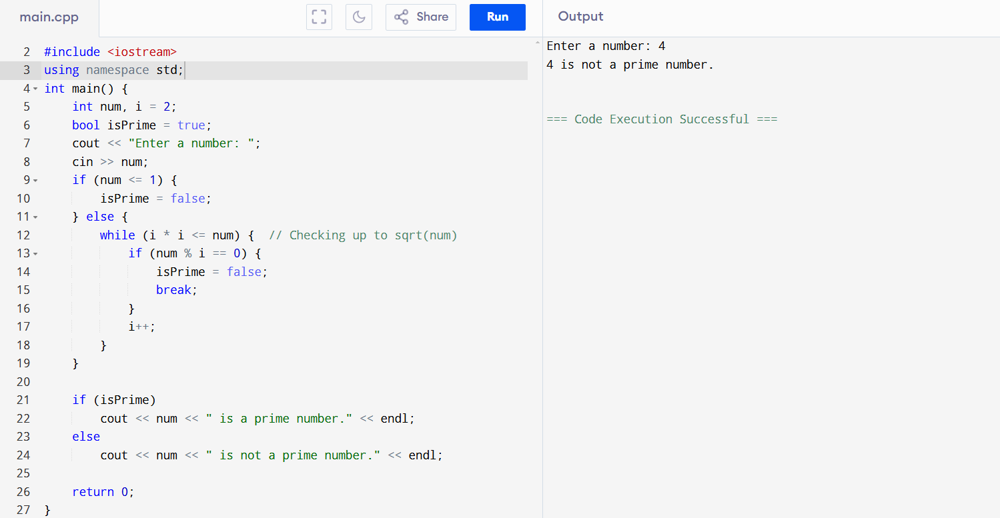 main.cpp
Share
Run
Output
2 #include <iostream>
3 using namespace std;
4 int main() {
5     int num, i = 2;
6     bool isPrime = true;
7     cout << "Enter a number: ";
8     cin >> num;
9     if (num <= 1) {
10         isPrime = false;
11     } else {
12         while (i * i <= num) {  // Checking up to sqrt(num)
13             if (num % i == 0) {
14                 isPrime = false;
15                 break;
16             }
17             i++;
18         }
19     }
20
21     if (isPrime)
22         cout << num << " is a prime number." << endl;
23     else
24         cout << num << " is not a prime number." << endl;
25
26     return 0;
27 }
Enter a number: 4
4 is not a prime number.
=== Code Execution Successful ===